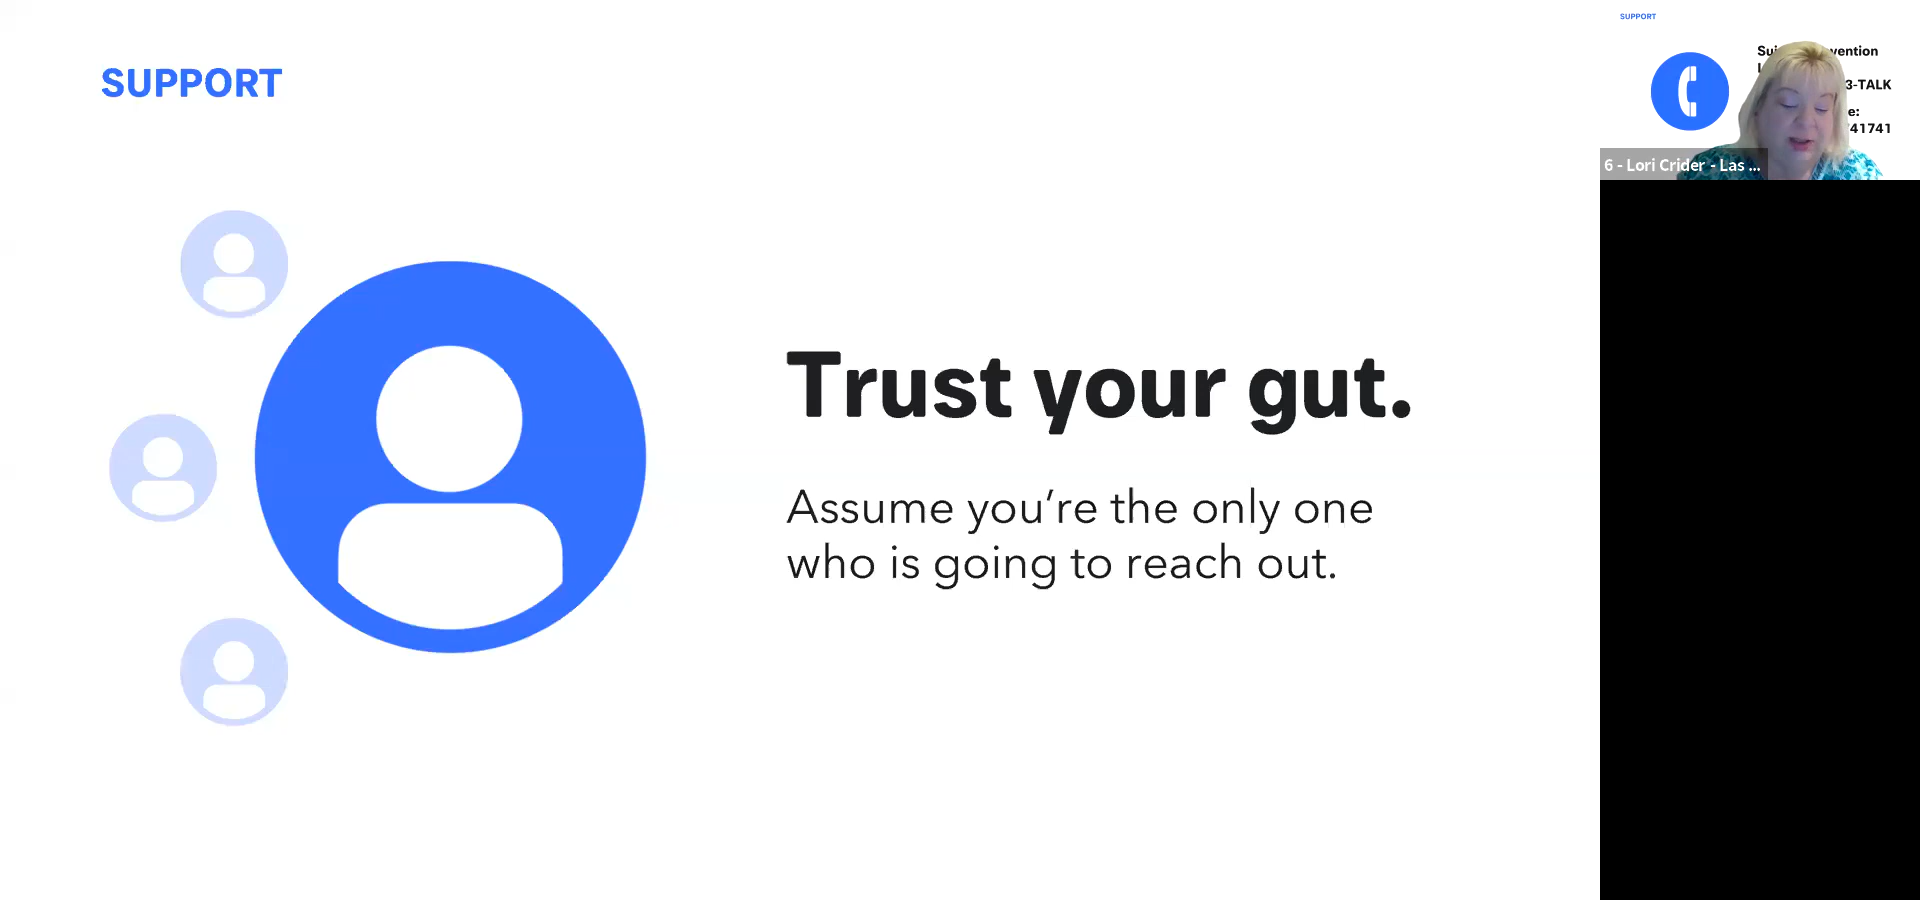 SUPPORT
Trust your gut.
Assume you’re the only one
who is going to reach out.
SUPPORT
3-TALK
41741
6 - Lori Crider - Las ...